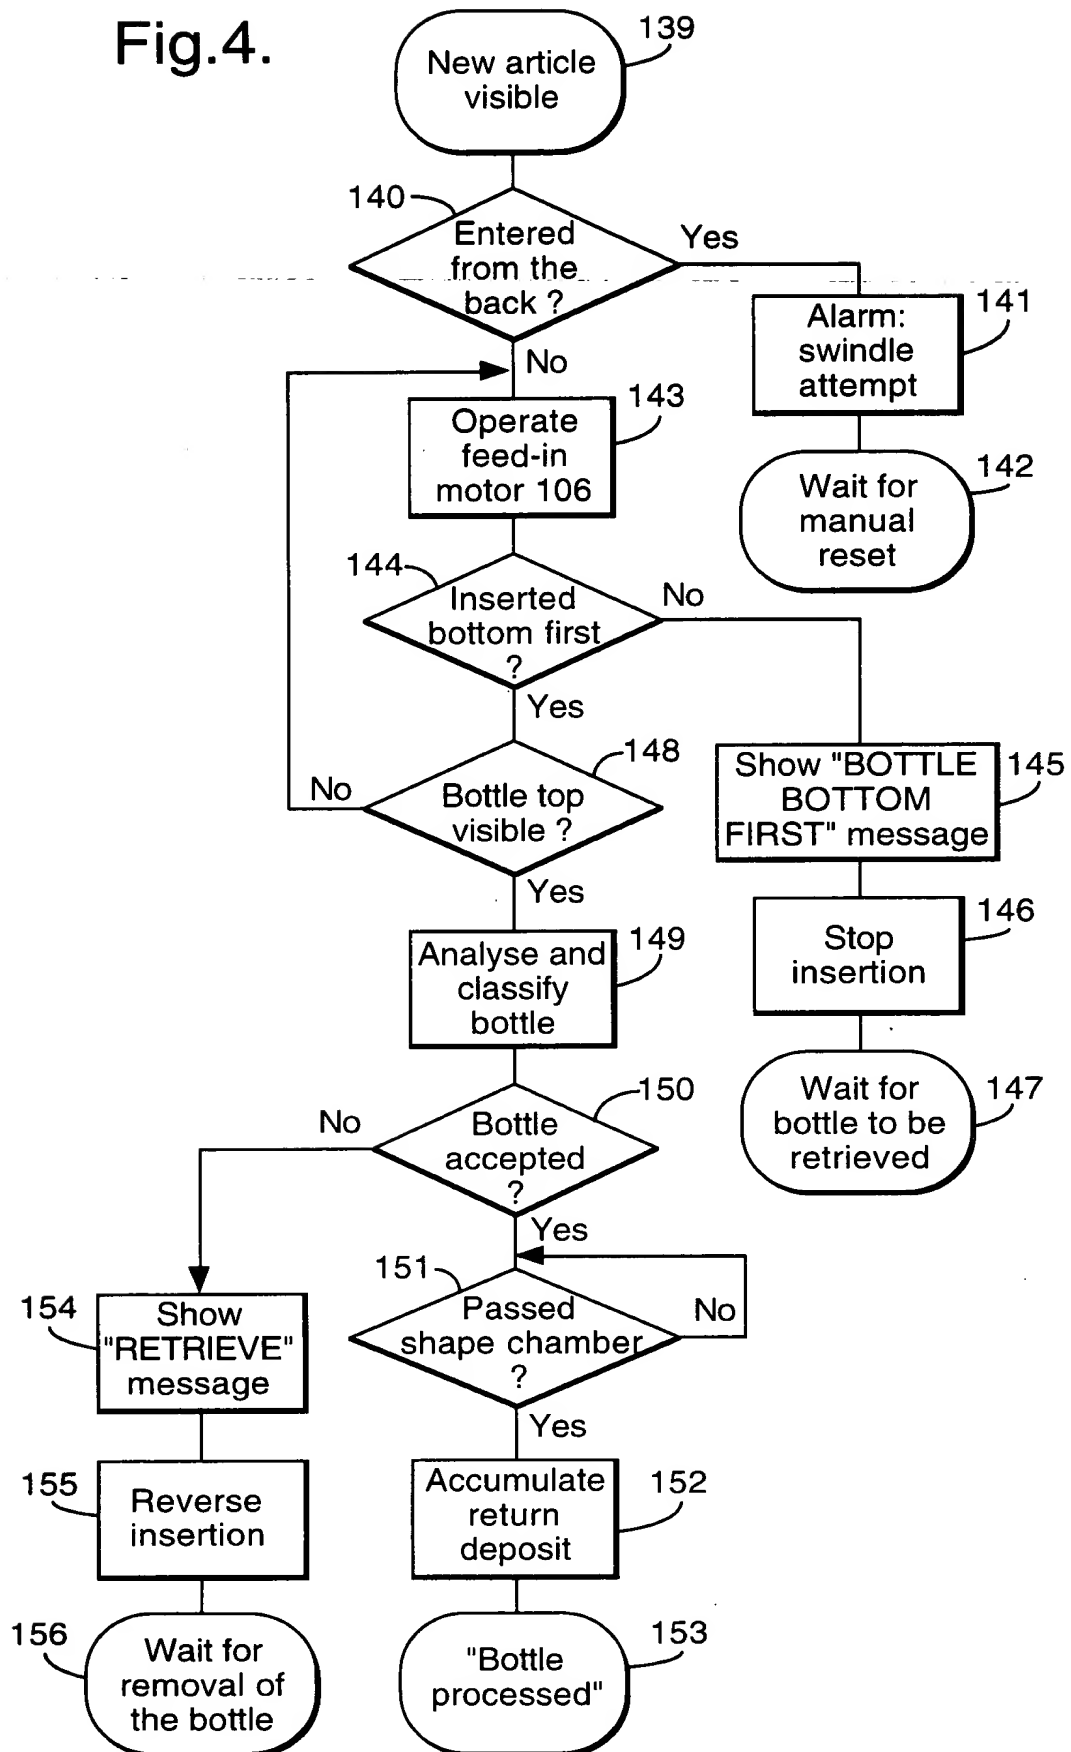 Fig.4.
139
New article
visible
140
Entered
from the
back ?
Yes
141
Alarm:
swindle
attempt
No
143
Operate
feed-in
motor 106
142
Wait for
manual
reset
144
Inserted
bottom first
?
No
Yes
148
Bottle top
visible ?
No
145
Show "BOTTLE
BOTTOM
FIRST" message
Yes
149
Analyse and
classify
bottle
146
Stop
insertion
147
Wait for
bottle to be
retrieved
150
Bottle
accepted
?
No
Yes
151
Passed
shape chamber
?
No
154
Show
"RETRIEVE"
message
Yes
152
Accumulate
return
deposit
155
Reverse
insertion
156
Wait for
removal of
the bottle
153
"Bottle
processed"